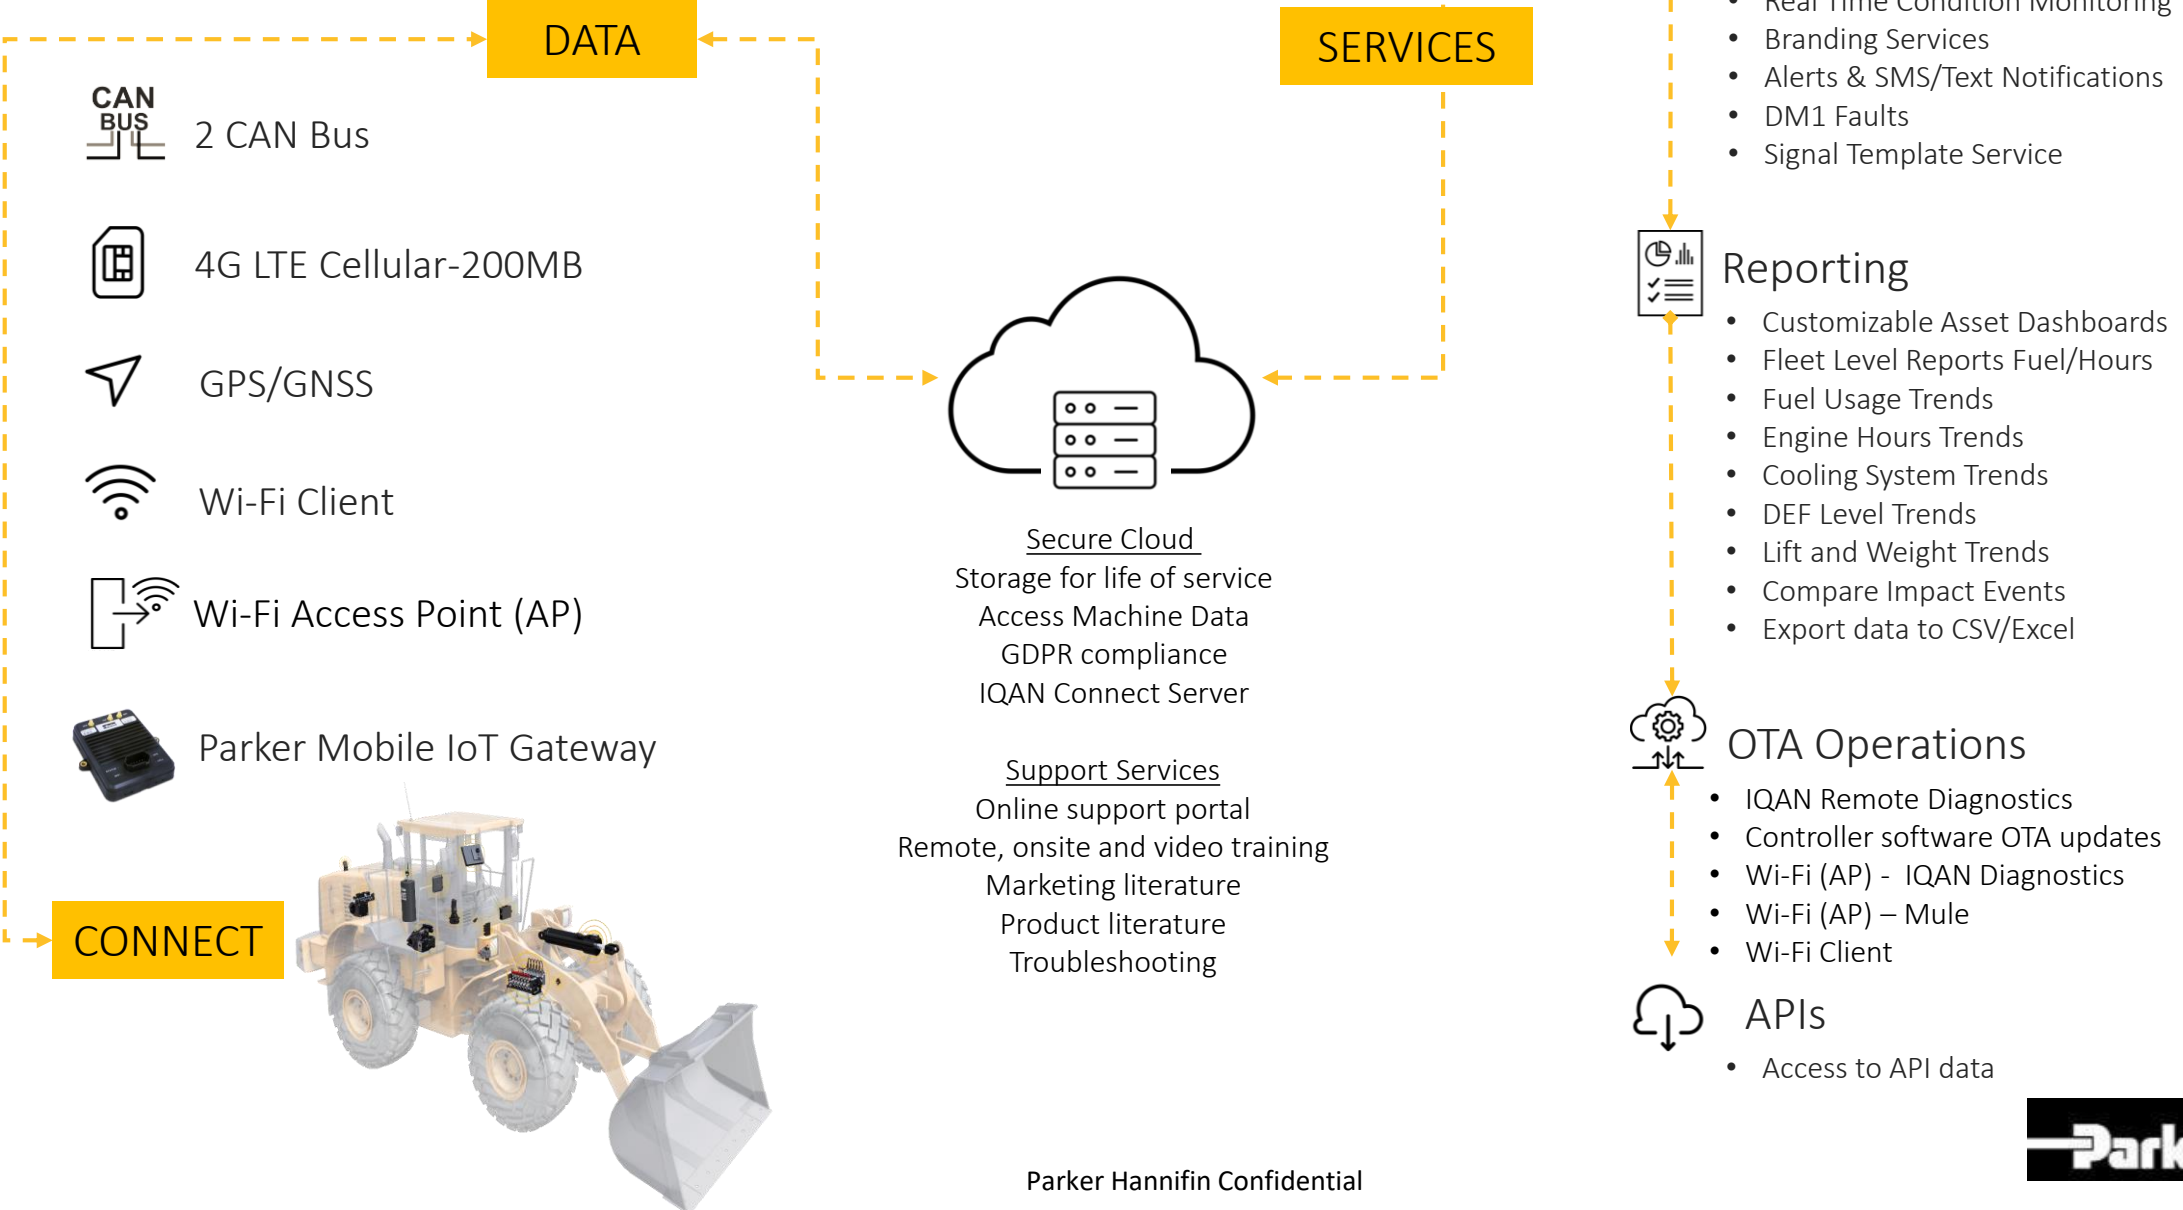 DATA
CAN
BUS
2 CAN Bus
4G LTE Cellular-200MB
GPS/GNSS
Wi-Fi Client
Wi-Fi Access Point (AP)
Parker Mobile IoT Gateway
CONNECT
Secure Cloud
Storage for life of service
Access Machine Data
GDPR compliance
IQAN Connect Server
Support Services
Online support portal
Remote, onsite and video training
Marketing literature
Product literature
Troubleshooting
SERVICES
• Real Time Condition Monitoring
• Branding Services
• Alerts & SMS/Text Notifications
• DM1 Faults
• Signal Template Service
Reporting
• Customizable Asset Dashboards
• Fleet Level Reports Fuel/Hours
• Fuel Usage Trends
• Engine Hours Trends
• Cooling System Trends
• DEF Level Trends
• Lift and Weight Trends
• Compare Impact Events
• Export data to CSV/Excel
OTA Operations
• IQAN Remote Diagnostics
• Controller software OTA updates
• Wi-Fi (AP) - IQAN Diagnostics
• Wi-Fi (AP) – Mule
• Wi-Fi Client
APIs
• Access to API data
Parker Hannifin Confidential
Park